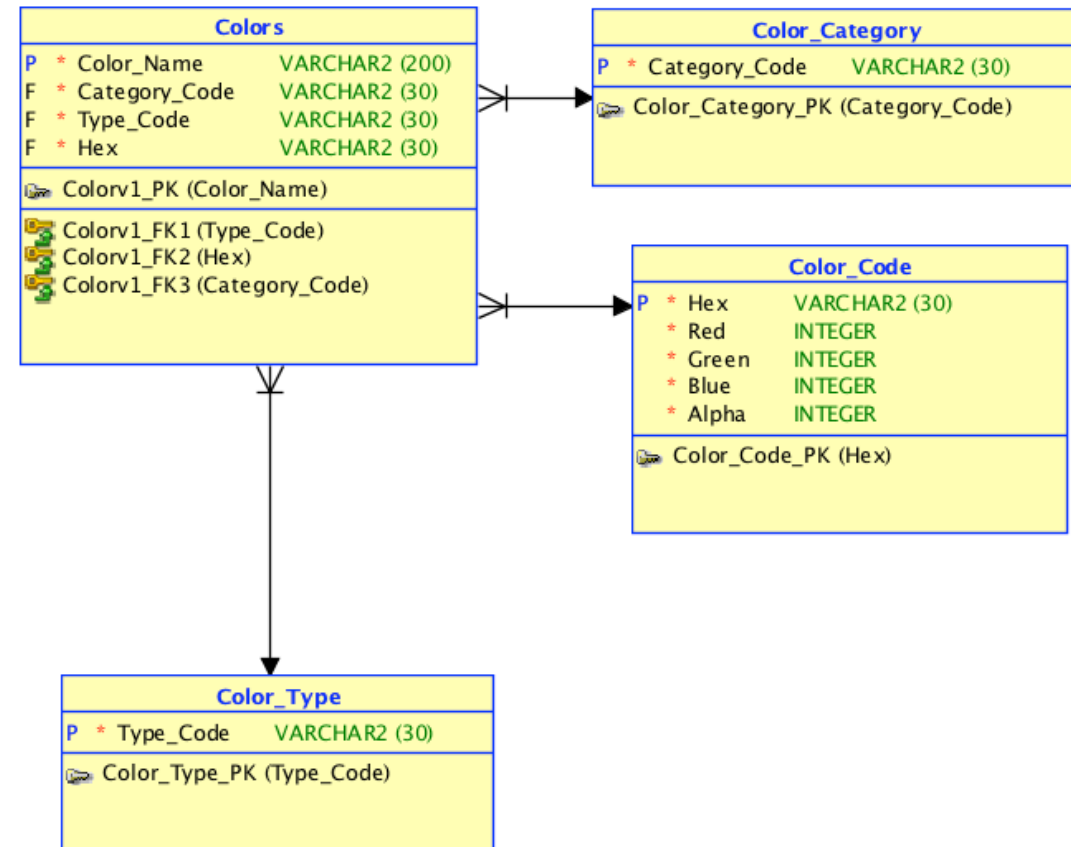 Colors
P * Color_Name VARCHAR2 (200)
F * Category_Code VARCHAR2 (30)
F * Type_Code VARCHAR2 (30)
F * Hex VARCHAR2 (30)
Colorv1_PK (Color_Name)
Colorv1_FK1 (Type_Code)
Colorv1_FK2 (Hex)
Colorv1_FK3 (Category_Code)
Color_Category
P * Category_Code VARCHAR2 (30)
Color_Category_PK (Category_Code)
Color_Code
P * Hex VARCHAR2 (30)
* Red INTEGER
* Green INTEGER
* Blue INTEGER
* Alpha INTEGER
Color_Code_PK (Hex)
Color_Type
P * Type_Code VARCHAR2 (30)
Color_Type_PK (Type_Code)